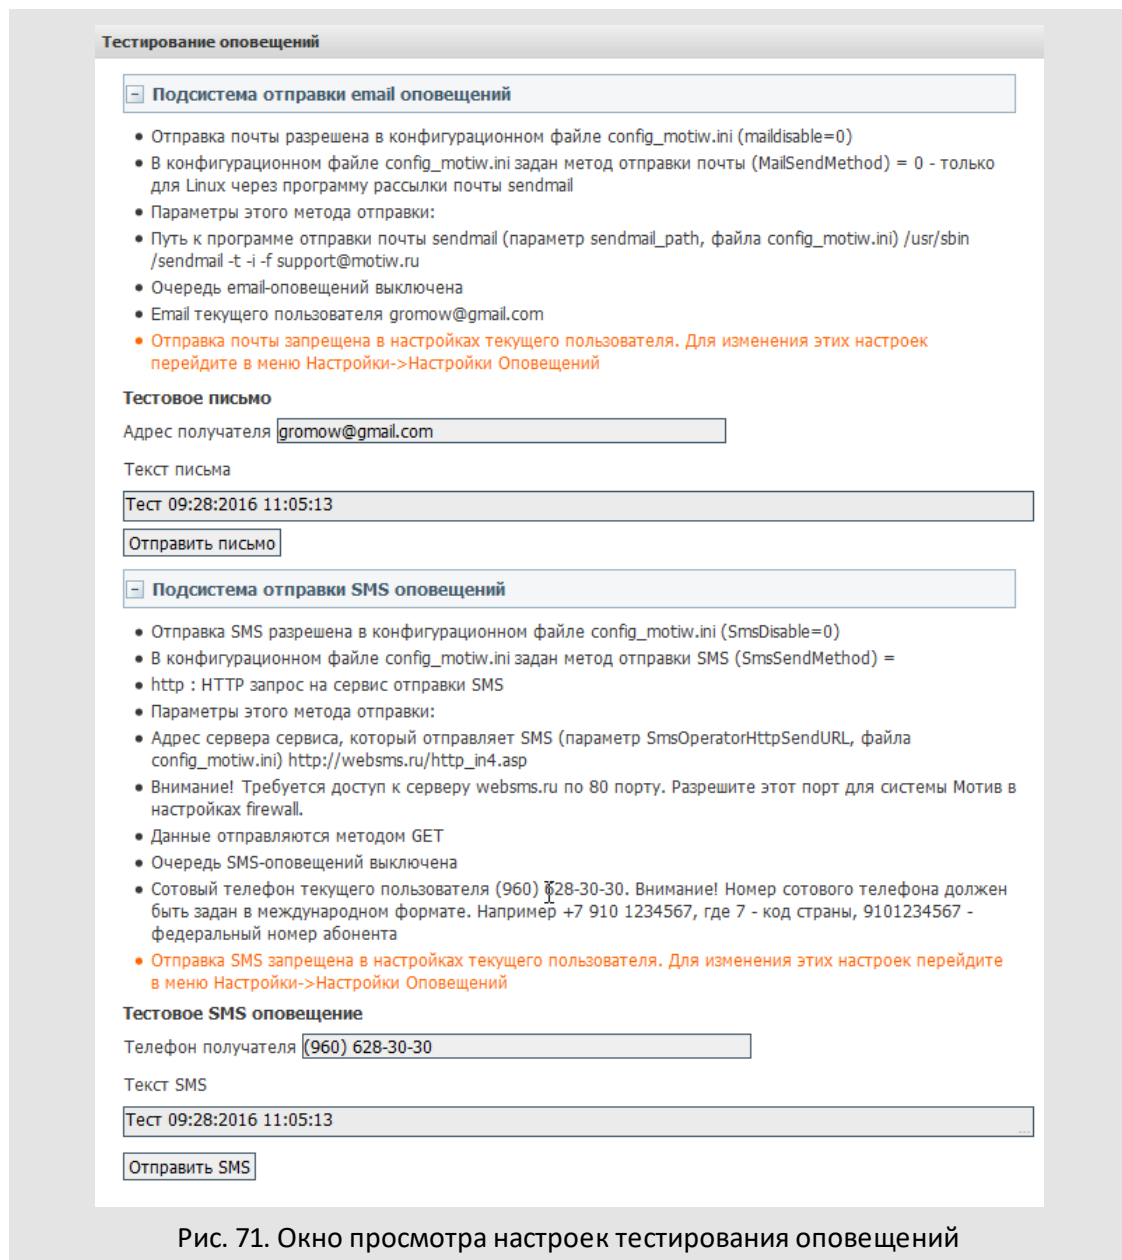 Тестирование оповещений
Подсистема отправки email оповещений
Отправка почты разрешена в конфигурационном файле config_motiw.ini (maildisable=0)
В конфигурационном файле config_motiw.ini задан метод отправки почты (MailSendMethod) = 0 - только
для Linux через программу рассылки почты sendmail
Параметры этого метода отправки:
Путь к программе отправки почты sendmail (параметр sendmail_path, файла config_motiw.ini) /usr/sbin
/sendmail -t -i -f support@motiw.ru
Очередь email-оповещений выключена
Email текущего пользователя gromow@gmail.com
Отправка почты запрещена в настройках текущего пользователя. Для изменения этих настроек
перейдите в меню Настройки->Настройки Оповещений
Тестовое письмо
Адрес получателя gromow@gmail.com
Текст письма
Тест 09:28:2016 11:05:13
Отправить письмо
Подсистема отправки SMS оповещений
Отправка SMS разрешена в конфигурационном файле config_motiw.ini (SmsDisable=0)
В конфигурационном файле config_motiw.ini задан метод отправки SMS (SmsSendMethod) =
http : HTTP запрос на сервис отправки SMS
Параметры этого метода отправки:
Адрес сервера сервиса, который отправляет SMS (параметр SmsOperatorHttpSendURL, файла
config_motiw.ini) http://websms.ru/http_in4.asp
Внимание! Требуется доступ к серверу websms.ru по 80 порту. Разрешите этот порт для системы Мотив в
настройках firewall.
Данные отправляются методом GET
Очередь SMS-оповещений выключена
Сотовый телефон текущего пользователя (960) 628-30-30. Внимание! Номер сотового телефона должен
быть задан в международном формате. Например +7 910 1234567, где 7 - код страны, 9101234567 -
федеральный номер абонента
Отправка SMS запрещена в настройках текущего пользователя. Для изменения этих настроек перейдите
в меню Настройки->Настройки Оповещений
Тестовое SMS оповещение
Телефон получателя (960) 628-30-30
Текст SMS
Тест 09:28:2016 11:05:13
Отправить SMS
Рис. 71. Окно просмотра настроек тестирования оповещений